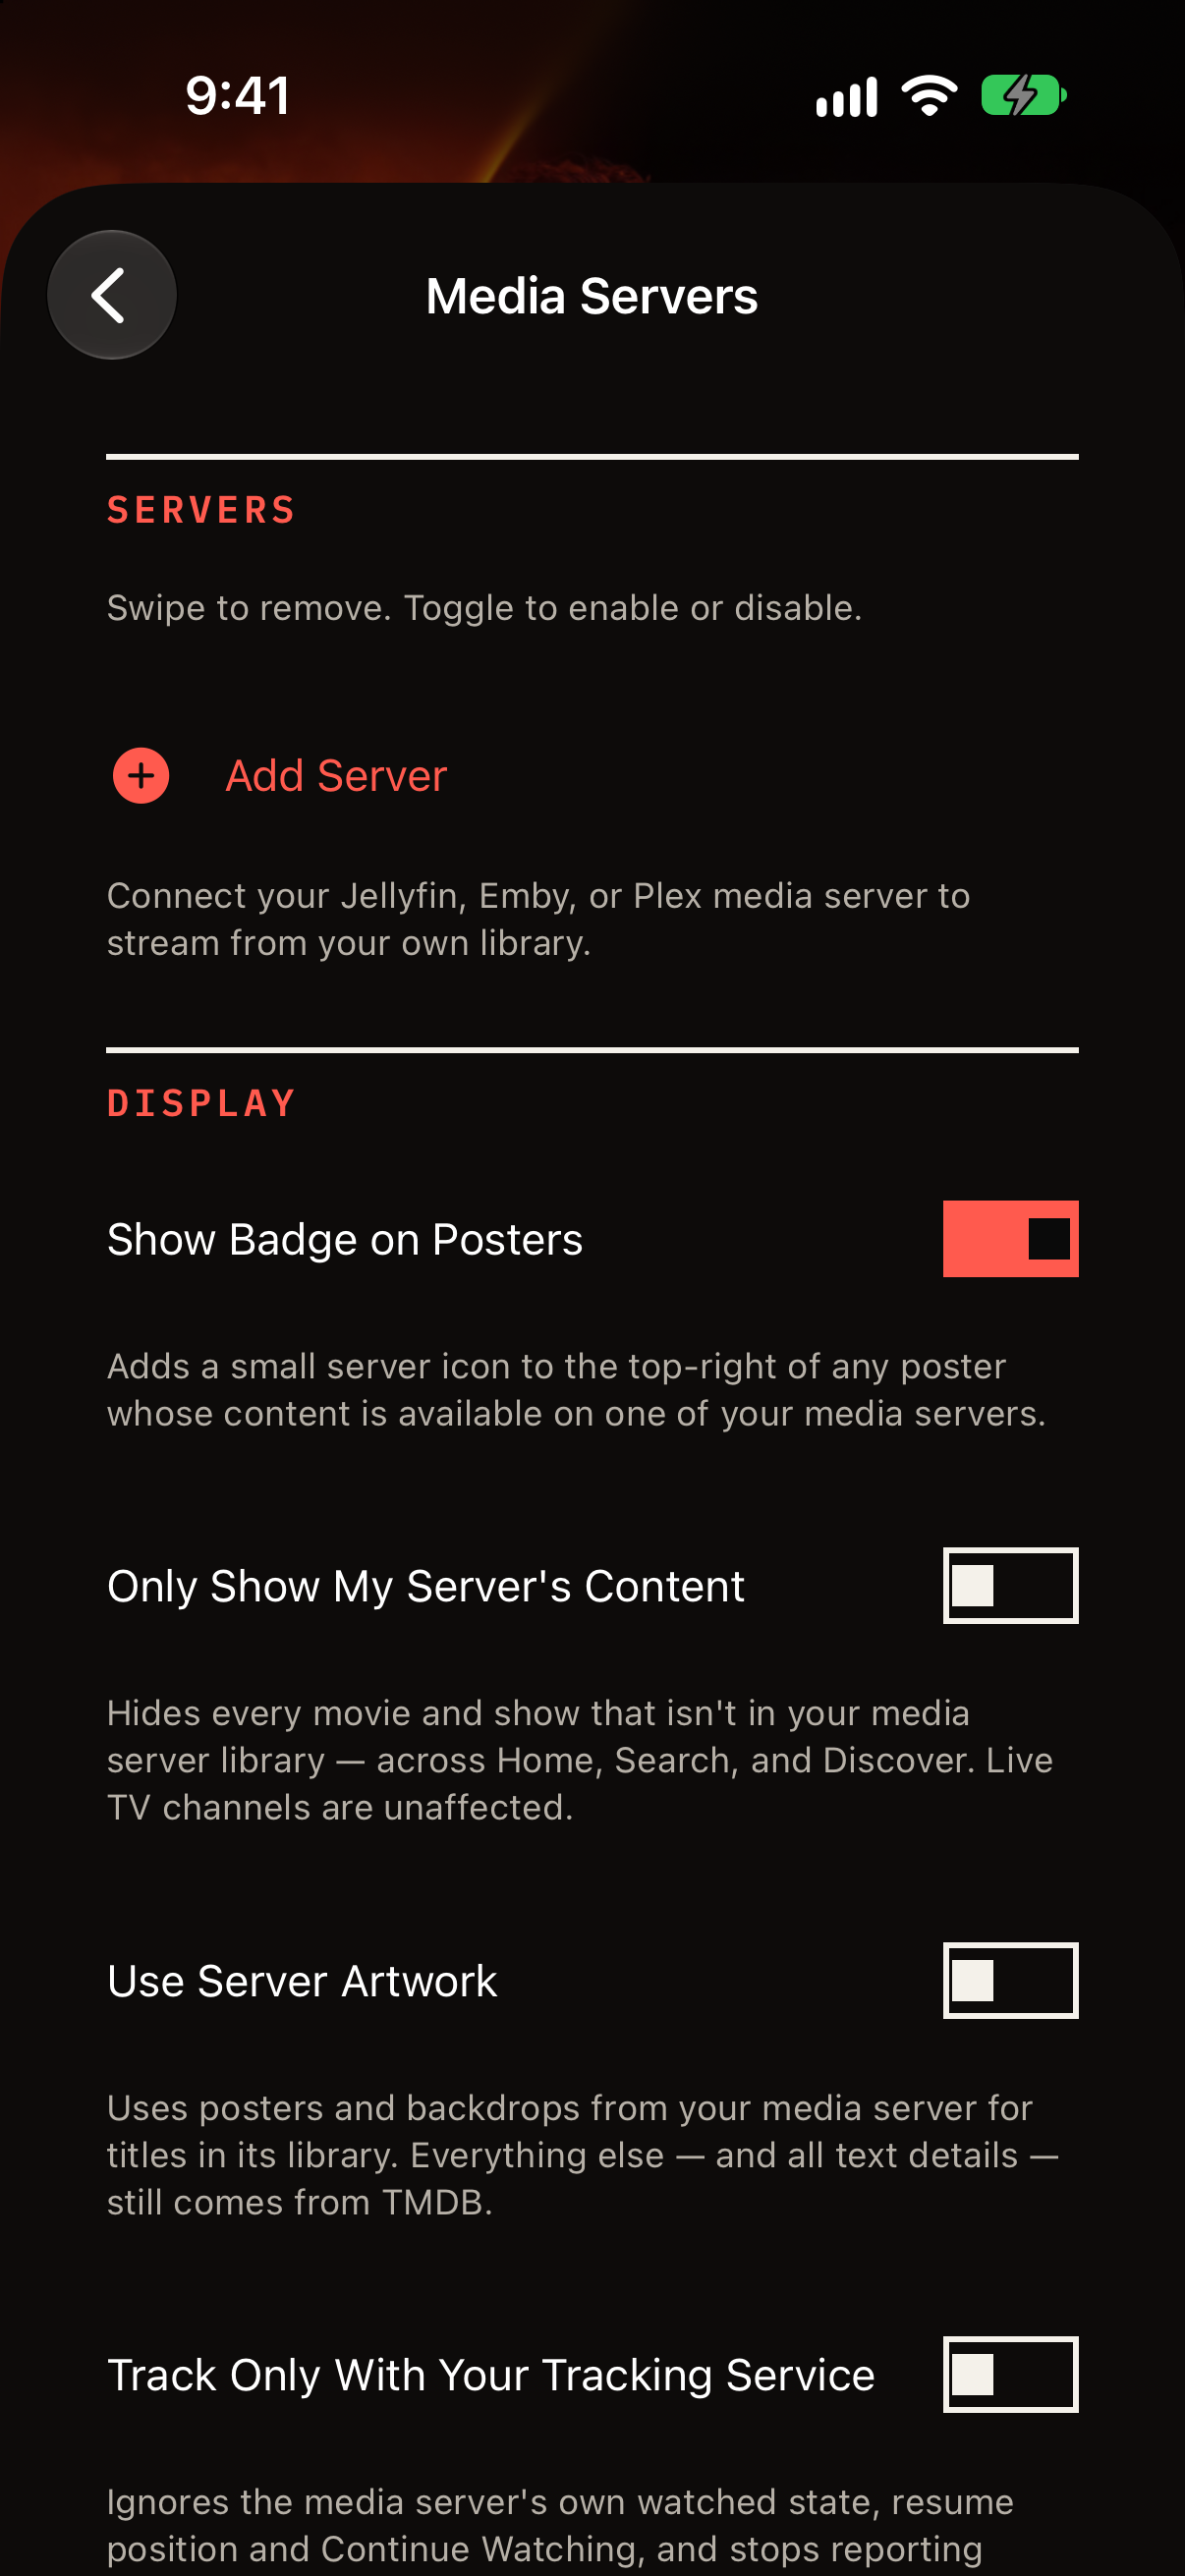 9:41
Media Servers
SERVERS
Swipe to remove. Toggle to enable or disable.
Add Server
Connect your Jellyfin, Emby, or Plex media server to
stream from your own library.
DISPLAY
Show Badge on Posters
Adds a small server icon to the top-right of any poster
whose content is available on one of your media servers.
Only Show My Server's Content
Hides every movie and show that isn't in your media
server library — across Home, Search, and Discover. Live
TV channels are unaffected.
Use Server Artwork
Uses posters and backdrops from your media server for
titles in its library. Everything else — and all text details —
still comes from TMDB.
Track Only With Your Tracking Service
Ignores the media server's own watched state, resume
position and Continue Watching, and stops reporting